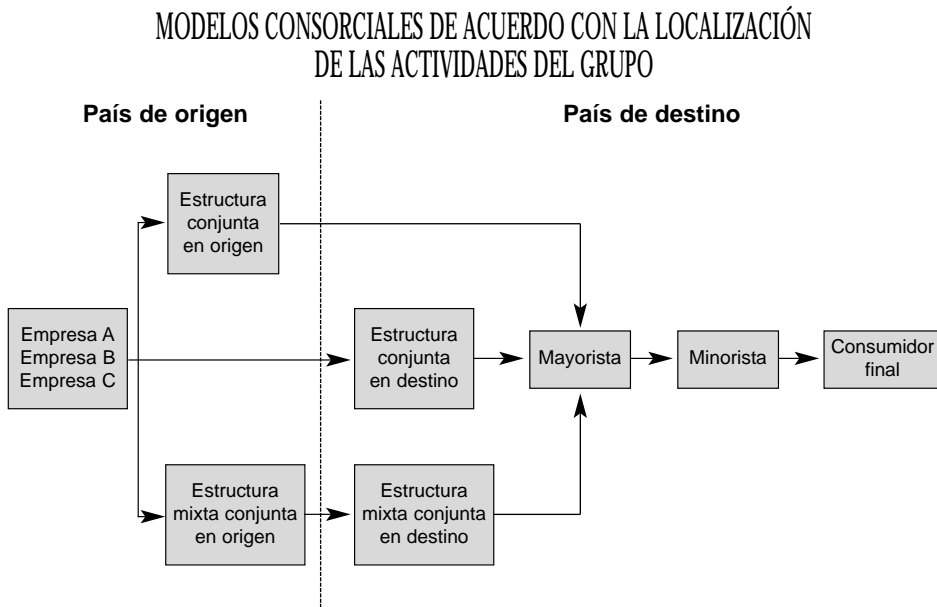 MODELOS CONSORCIALES DE ACUERDO CON LA LOCALIZACIÓN
DE LAS ACTIVIDADES DEL GRUPO
País de origen
País de destino
Estructura
conjunta
en origen
Empresa A
Empresa B
Empresa C
Estructura
conjunta
en destino
Mayorista
Minorista
Consumidor
final
Estructura
mixta conjunta
en origen
Estructura
mixta conjunta
en destino